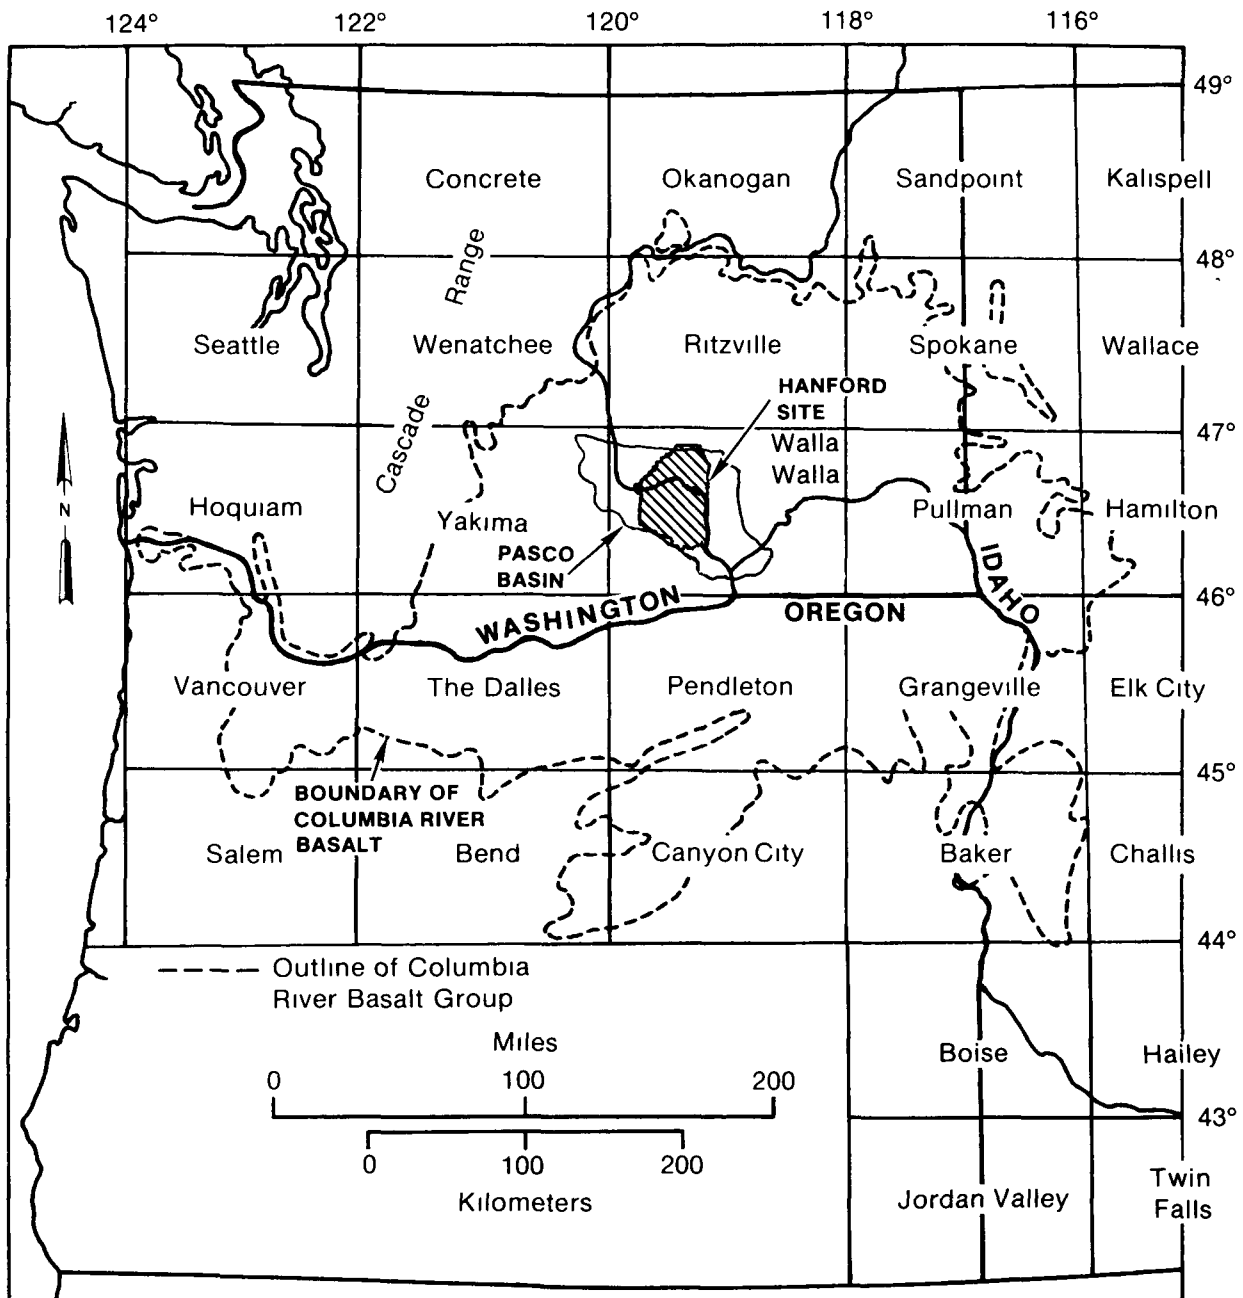 124° 122° 120° 118° 116°
49°
Concrete Okanogan Sandpoint Kalispell
Range
48°
Seattle Wenatchee Ritzville Spokane Wallace
HANFORD
SITE
Cascade
47°
Walla
Walla
N
Hoquiam Yakima Pullman Hamilton
PASCO
BASIN
IDAHO
46°
WASHINGTON OREGON
Vancouver The Dalles Pendleton Grangeville Elk City
45°
BOUNDARY OF
COLUMBIA RIVER
BASALT
Salem Bend Canyon City Baker Challis
44°
Outline of Columbia
River Basalt Group
Miles
0 100 200
Boise Hailey
43°
0 100 200
Kilometers
Jordan Valley
Twin
Falls